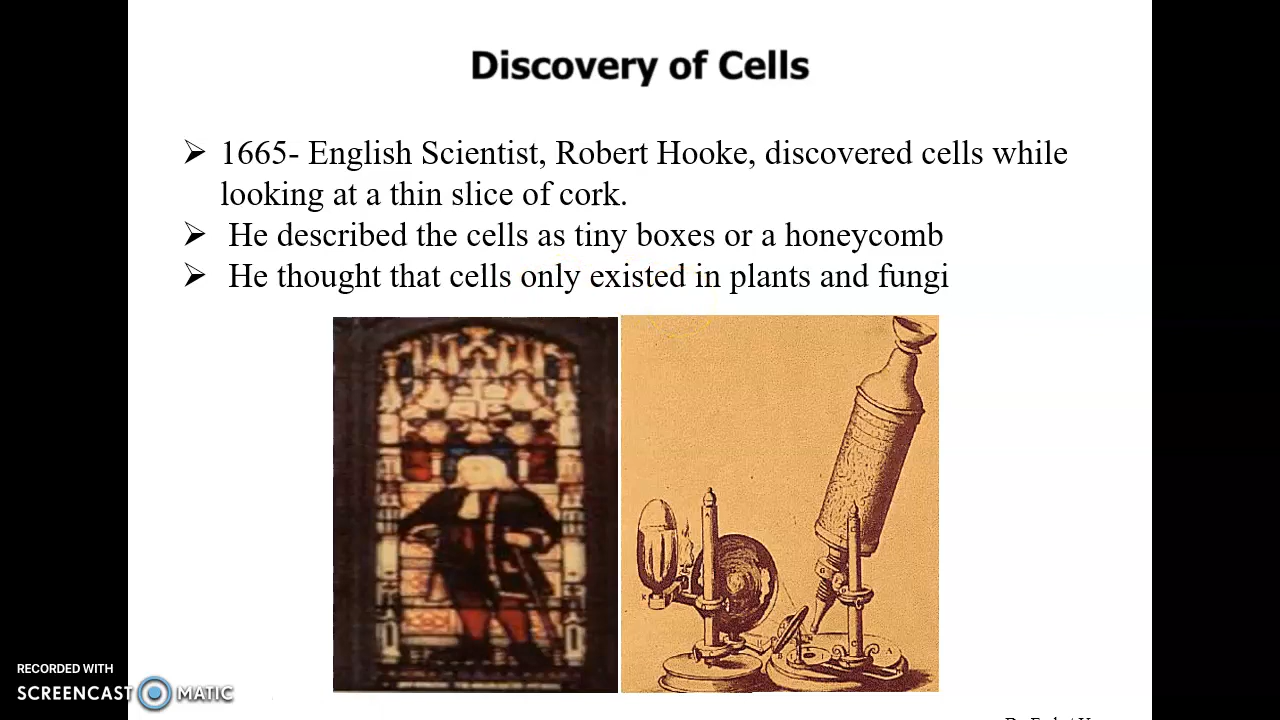 Discovery of Cells
➢ 1665- English Scientist, Robert Hooke, discovered cells while
looking at a thin slice of cork.
➢ He described the cells as tiny boxes or a honeycomb
➢ He thought that cells only existed in plants and fungi
RECORDED WITH
SCREENCAST MATIC